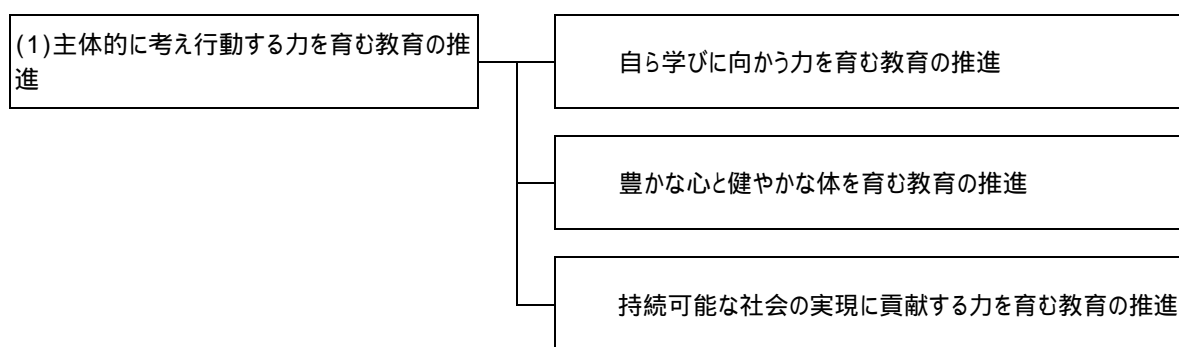 (1)主体的に考え行動する力を育む教育の推
進
自ら学びに向かう力を育む教育の推進
豊かな心と健やかな体を育む教育の推進
持続可能な社会の実現に貢献する力を育む教育の推進